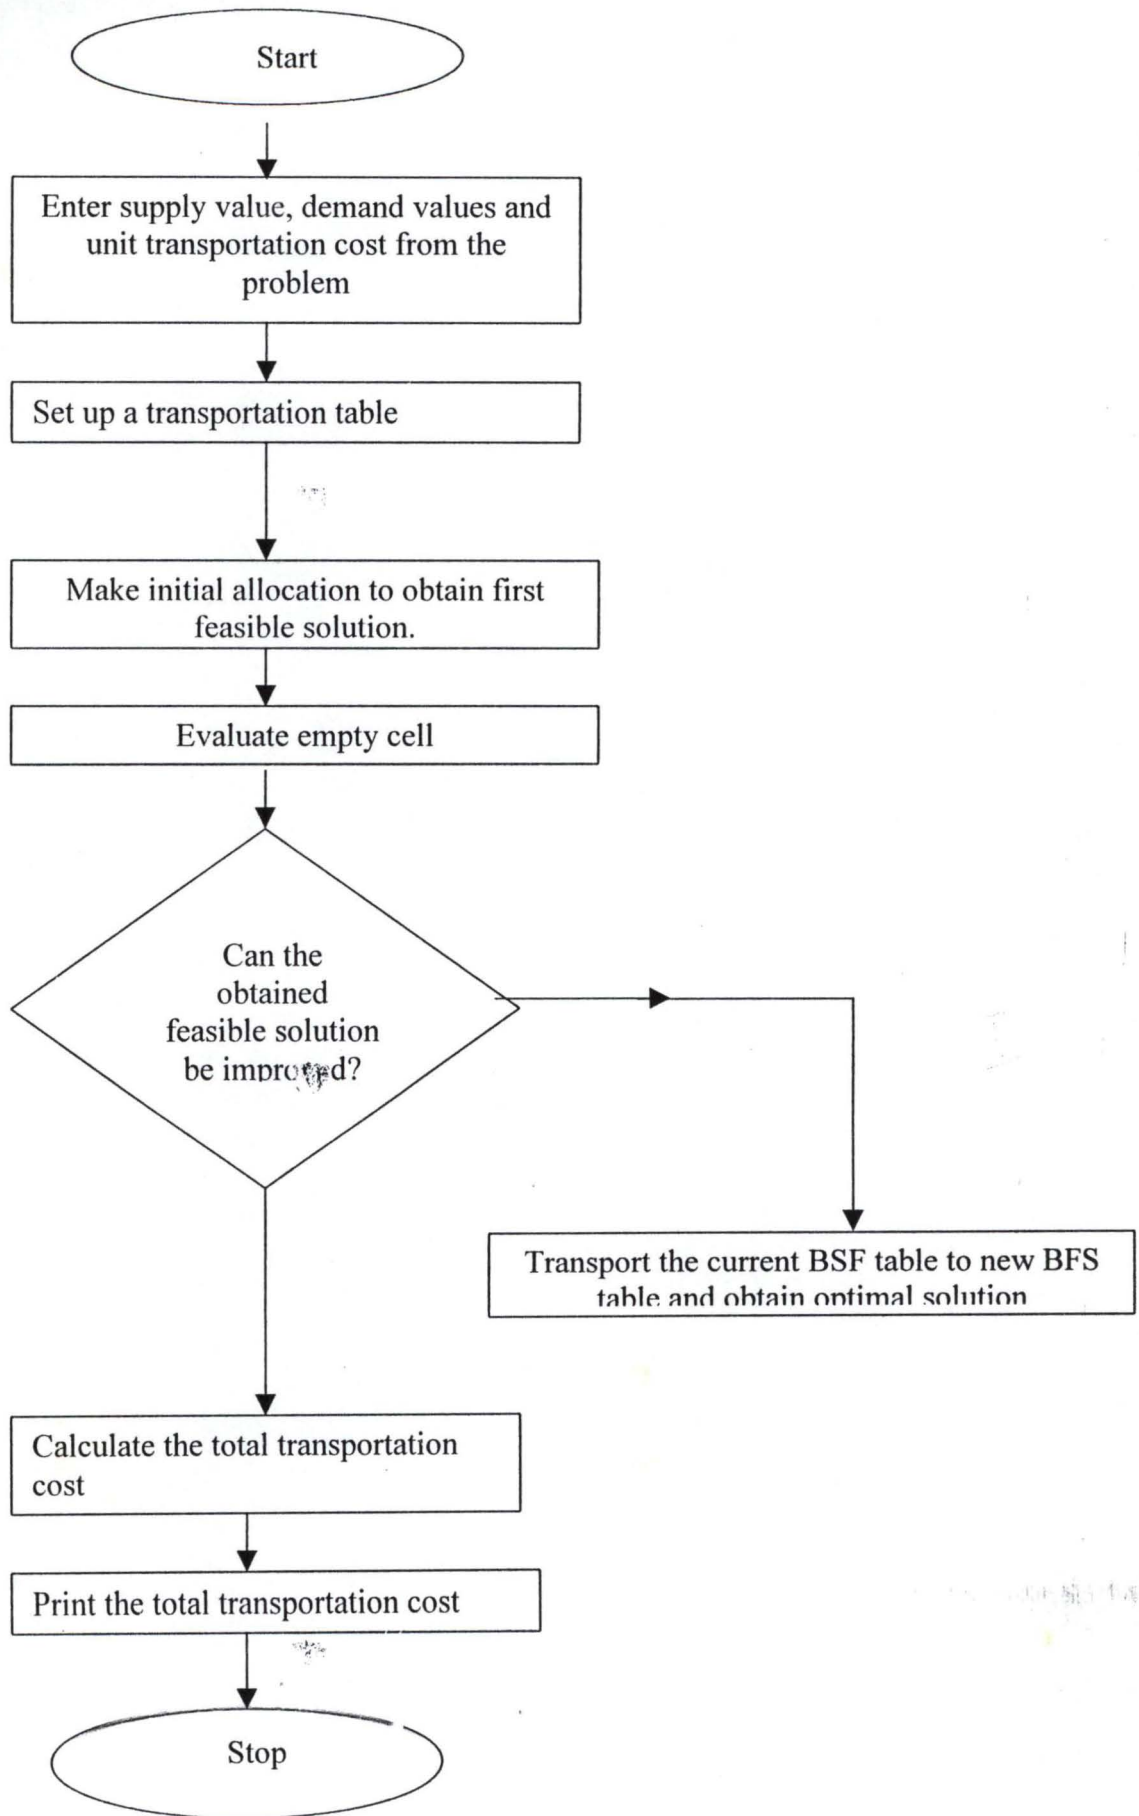 Start
Enter supply value, demand values and
unit transportation cost from the
problem
Set up a transportation table
Make initial allocation to obtain first
feasible solution.
Evaluate empty cell
Can the
obtained
feasible solution
be improved?
Transport the current BSF table to new BFS
table and obtain optimal solution
Calculate the total transportation
cost
Print the total transportation cost
Stop